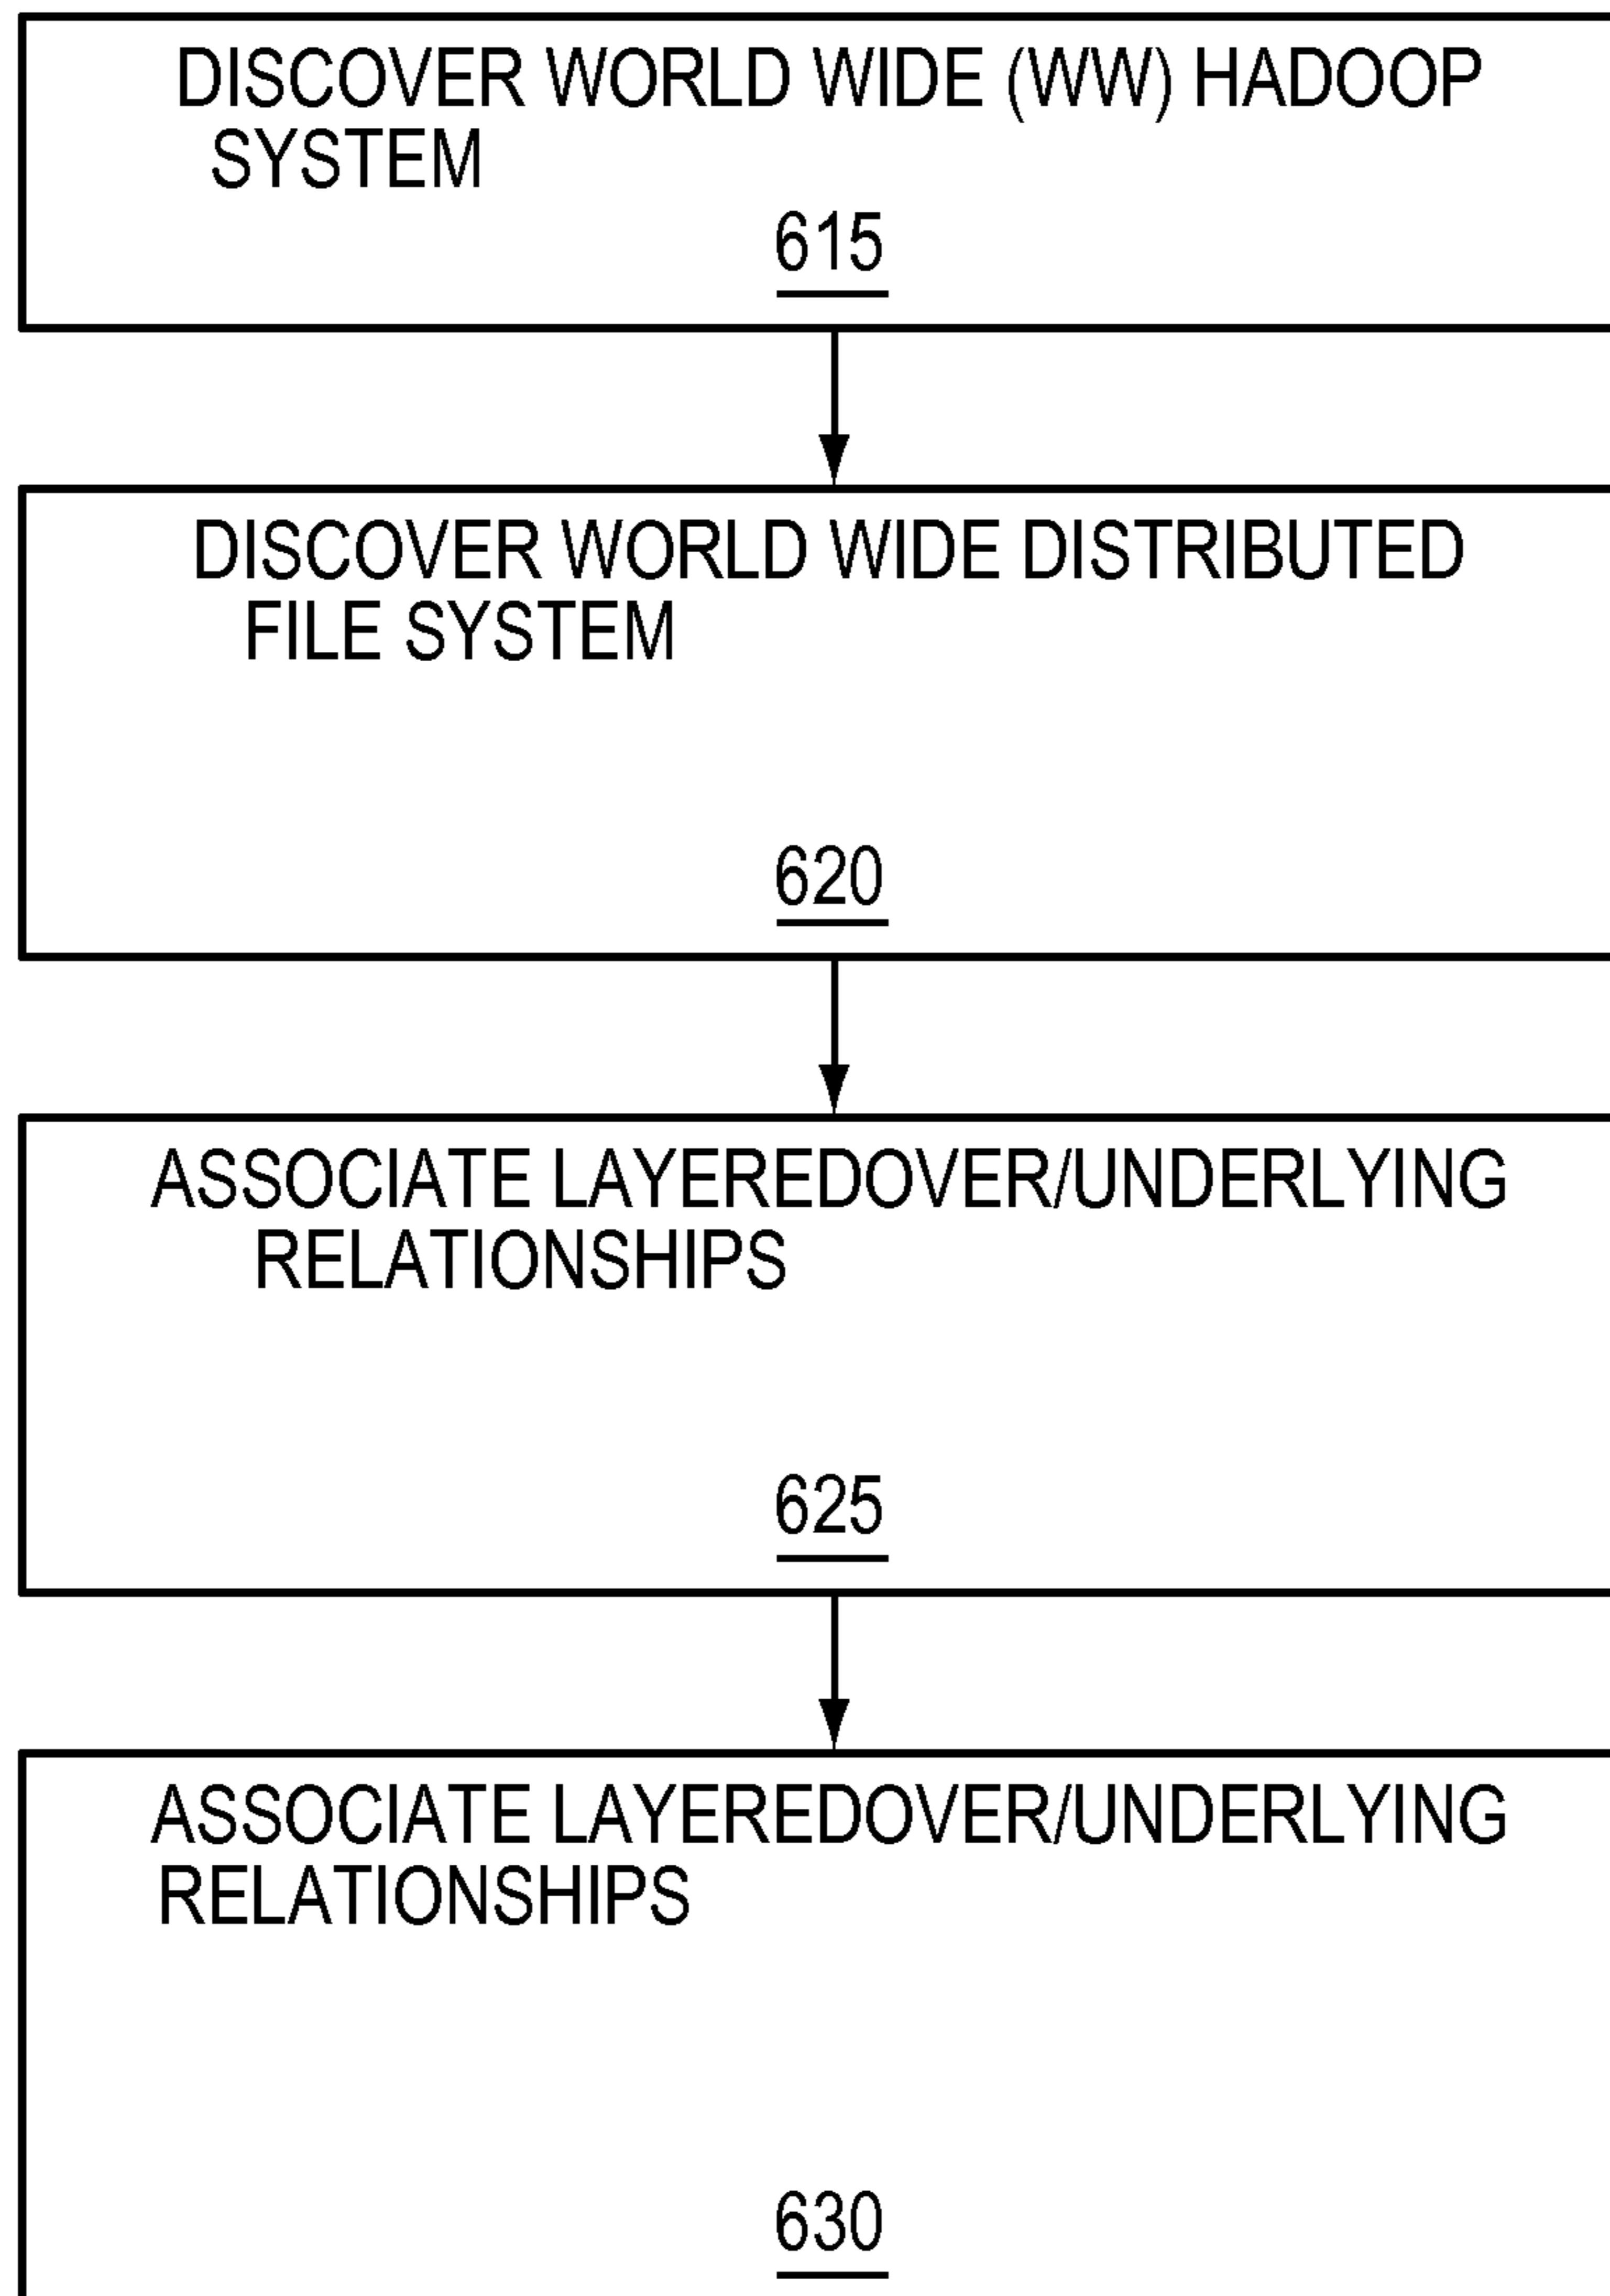 DISCOVER WORLD WIDE (WW) HADOOP
SYSTEM
615
DISCOVER WORLD WIDE DISTRIBUTED
FILE SYSTEM
620
ASSOCIATE LAYEREDOVER/UNDERLYING
RELATIONSHIPS
625
ASSOCIATE LAYEREDOVER/UNDERLYING
RELATIONSHIPS
630